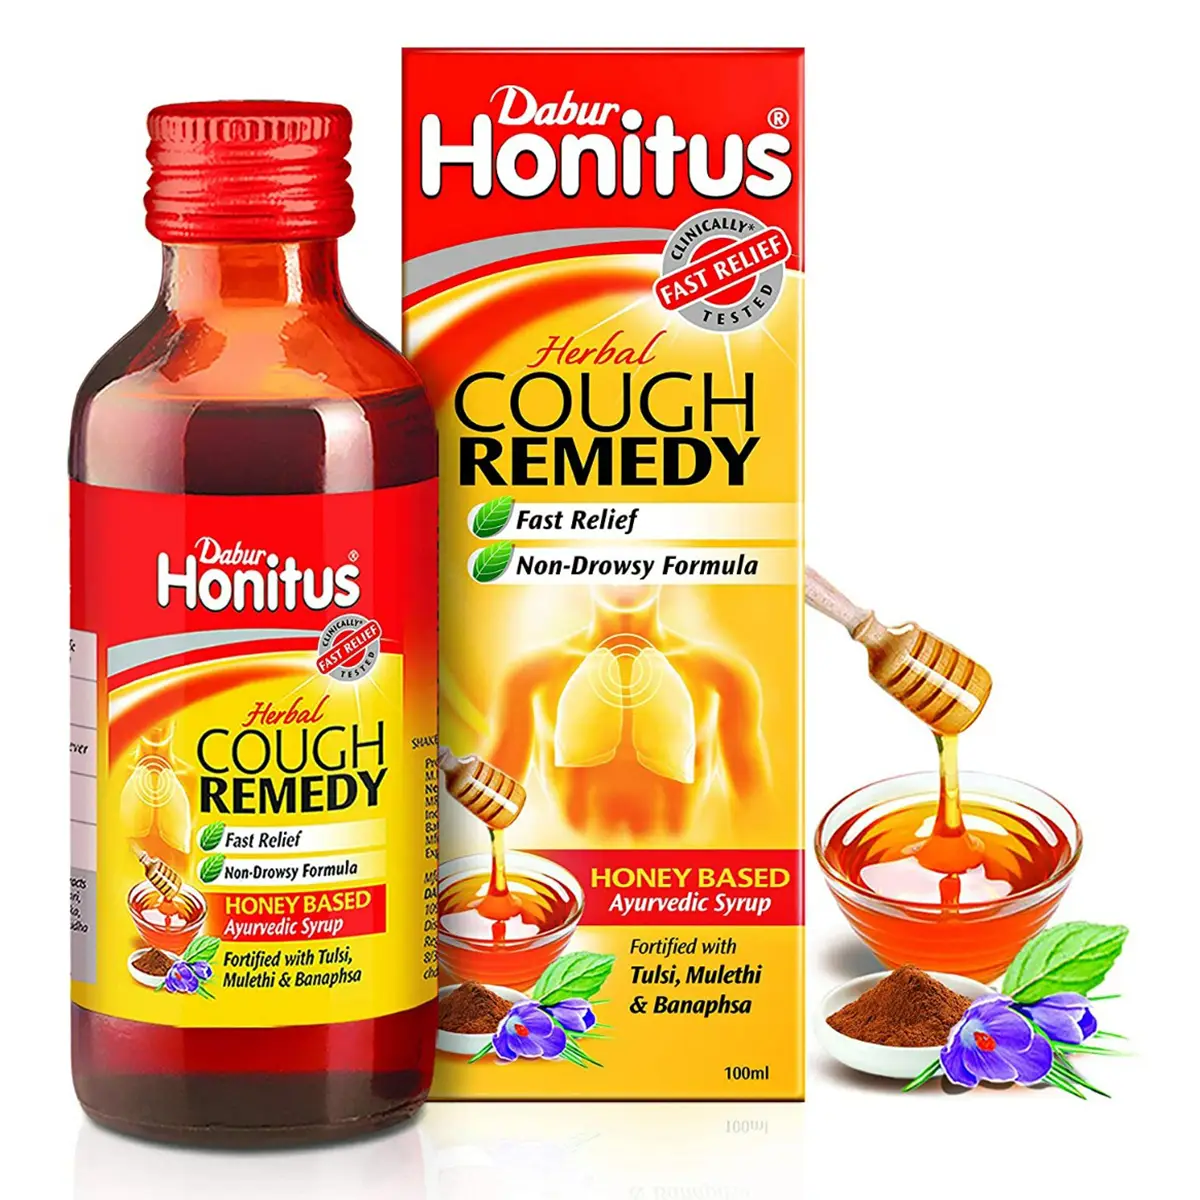 Dabur
Honitus®
CLINICALLY*
FAST RELIEF
TESTED
Herbal
COUGH
REMEDY
Fast Relief
Non-Drowsy Formula
HONEY BASED
Ayurvedic Syrup
Fortified with
Tulsi, Mulethi
& Banaphsa
100ml
Dabur
Honitus®
CLINICALLY*
FAST RELIEF
TESTED
Herbal
COUGH
REMEDY
Fast Relief
Non-Drowsy Formula
HONEY BASED
Ayurvedic Syrup
Fortified with Tulsi,
Mulethi & Banaphsa
SHAKE
100ml